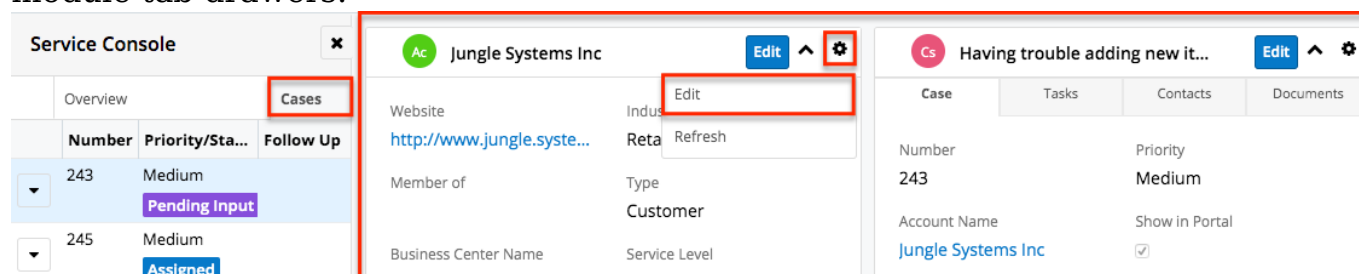 module tab drawers.
Service Console
Overview Cases
Number Priority/Sta... Follow Up
243 Medium
Pending Input
245 Medium
Assigned
Ac Jungle Systems Inc Edit
Edit
Refresh
Website
http://www.jungle.syste...
Member of Type
Customer
Business Center Name Service Level
Cs Having trouble adding new it... Edit
Case Tasks Contacts Documents
Number Priority
243 Medium
Account Name Show in Portal
Jungle Systems Inc